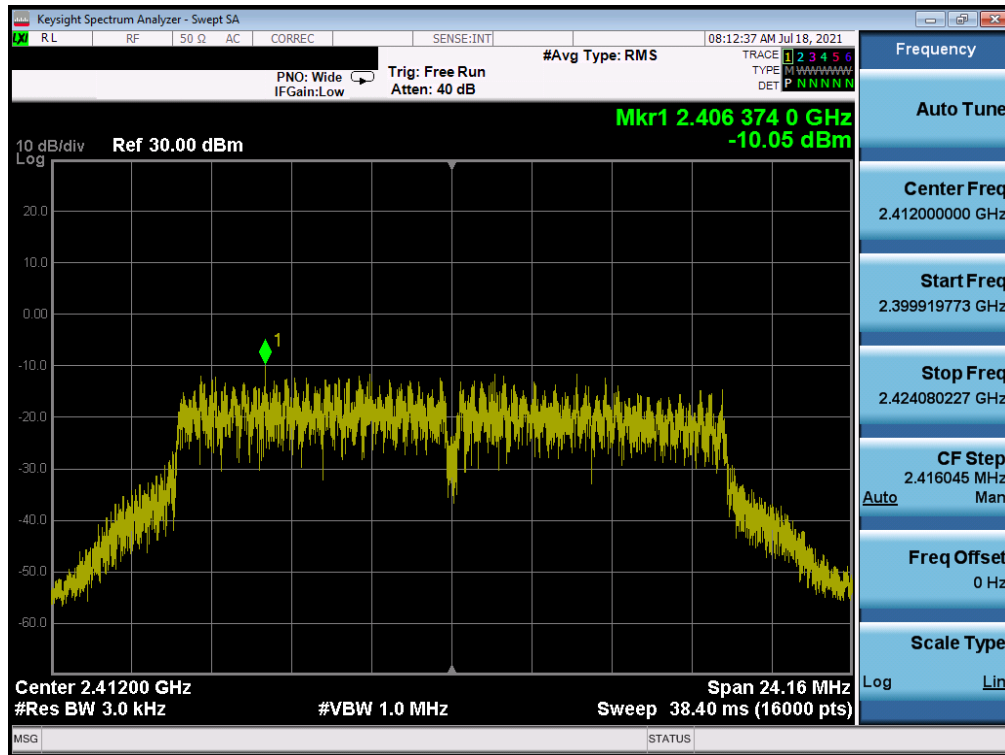 Keysight Spectrum Analyzer - Swept SA
LXI RL RF 50 Ω AC CORREC SENSE:INT 08:12:37 AM Jul 18, 2021
#Avg Type: RMS TRACE 1 2 3 4 5 6
PNO: Wide Trig: Free Run TYPE M W W W W W
IFGain:Low Atten: 40 dB DET P N N N N N
Mkr1 2.406 374 0 GHz
-10.05 dBm
10 dB/div Ref 30.00 dBm
Log
20.0
10.0
0.00
1
-10.0
-20.0
-30.0
-40.0
-50.0
-60.0
Center 2.41200 GHz Span 24.16 MHz
#Res BW 3.0 kHz #VBW 1.0 MHz Sweep 38.40 ms (16000 pts)
MSG STATUS
Frequency
Auto Tune
Center Freq
2.412000000 GHz
Start Freq
2.399919773 GHz
Stop Freq
2.424080227 GHz
CF Step
2.416045 MHz
Auto Man
Freq Offset
0 Hz
Scale Type
Log Lin